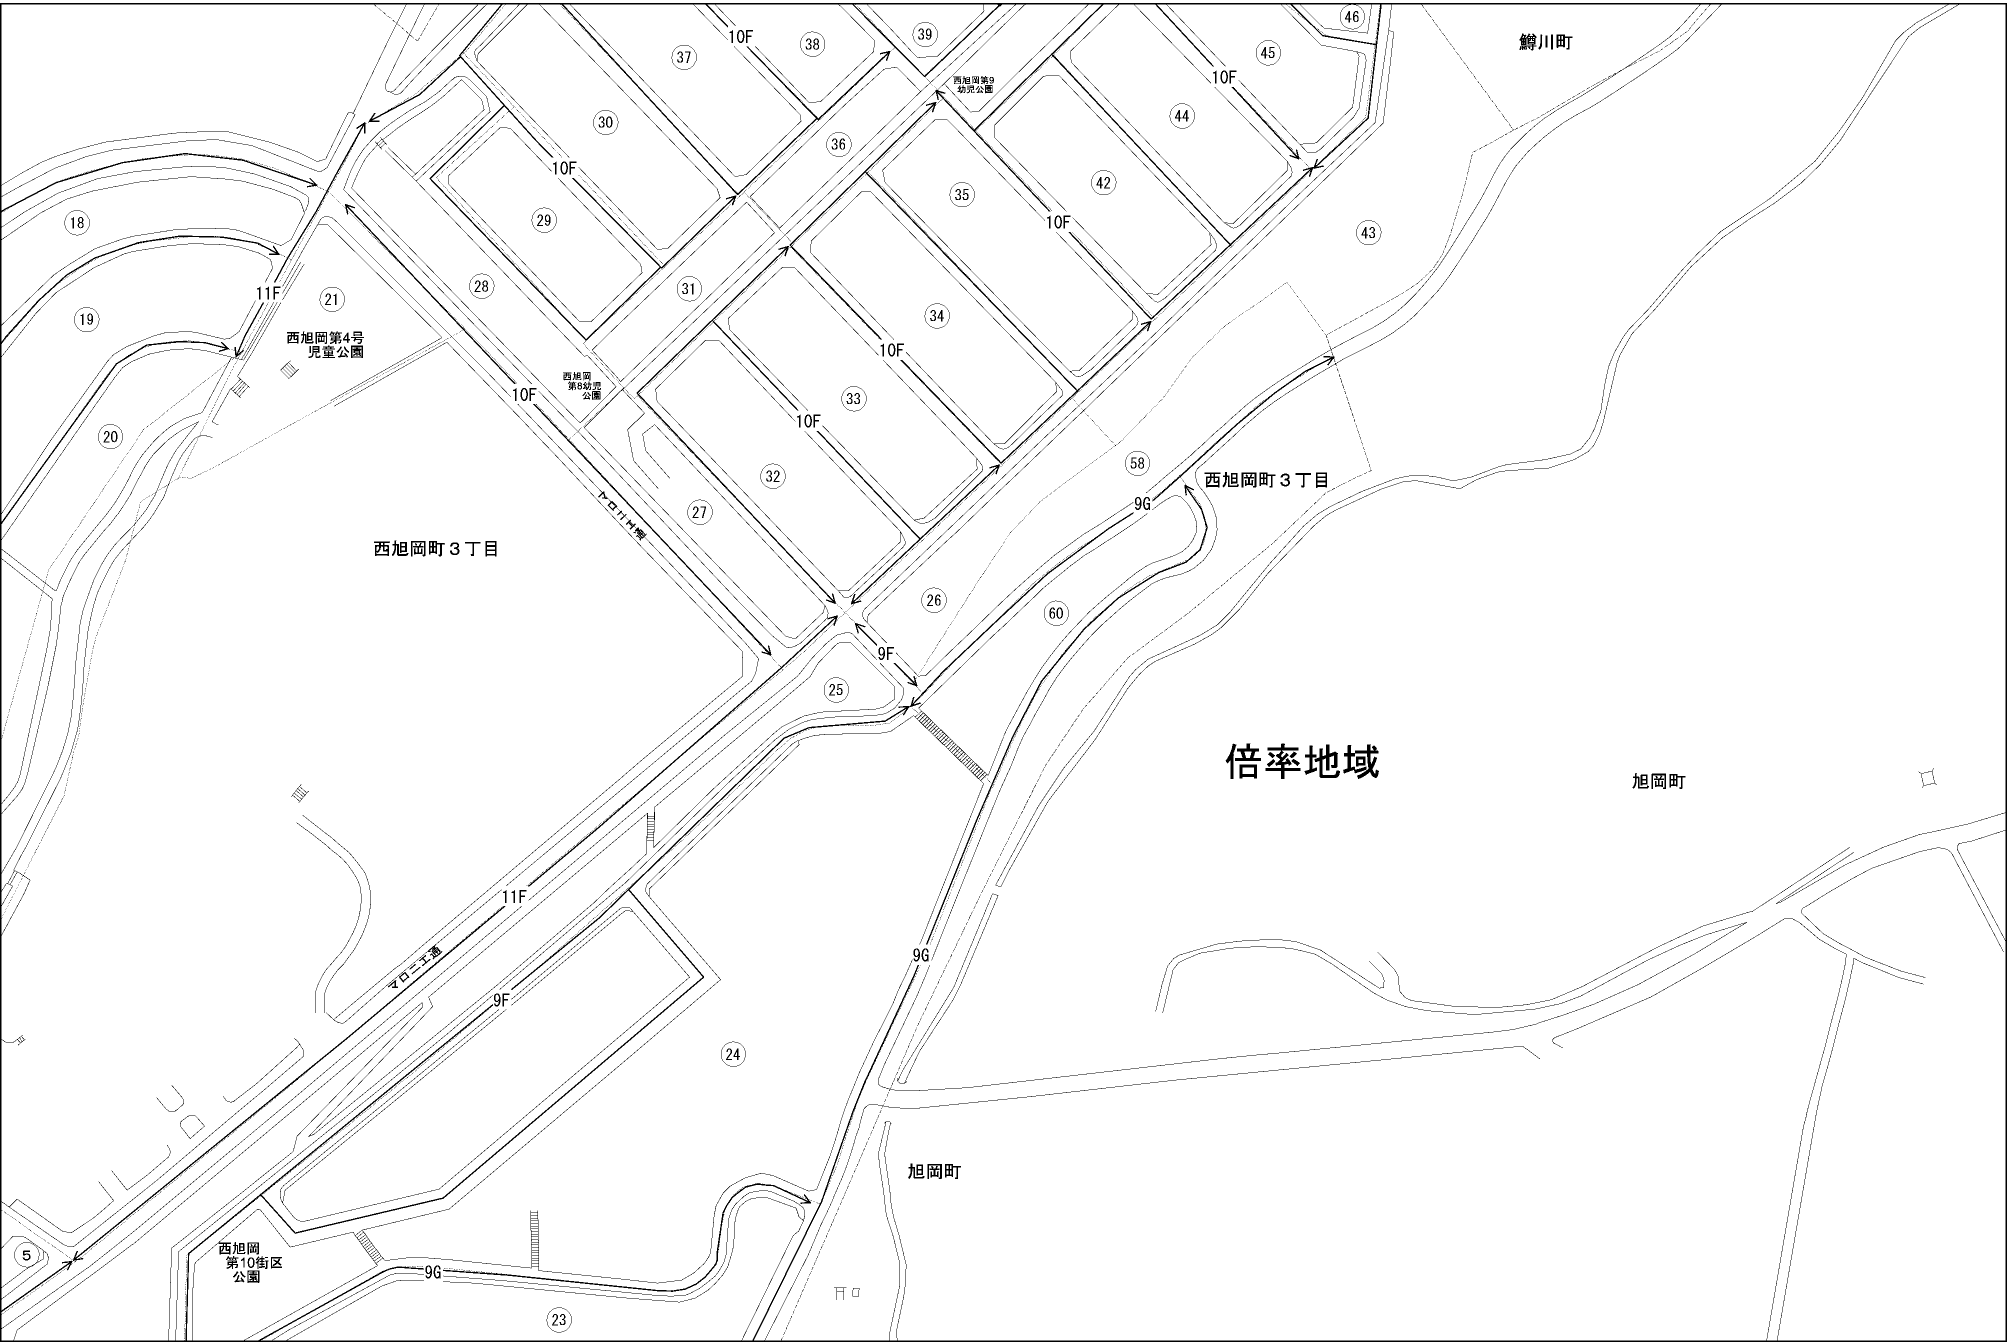 46
39
10F
38
鱒川町
45
37
10F
西旭岡第9
幼児公園
44
30
36
10F
42
35
29
18
10F
43
28
31
11F
21
19
34
西旭岡第4号
児童公園
10F
西旭岡
第8幼児
公園
10F
33
10F
20
58
32
西旭岡町3丁目
9G
マロニエ通
27
西旭岡町3丁目
26
60
9F
25
倍率地域
旭岡町
11F
マロニエ通
9G
9F
24
旭岡町
西旭岡
第10街区
公園
5
9G
23